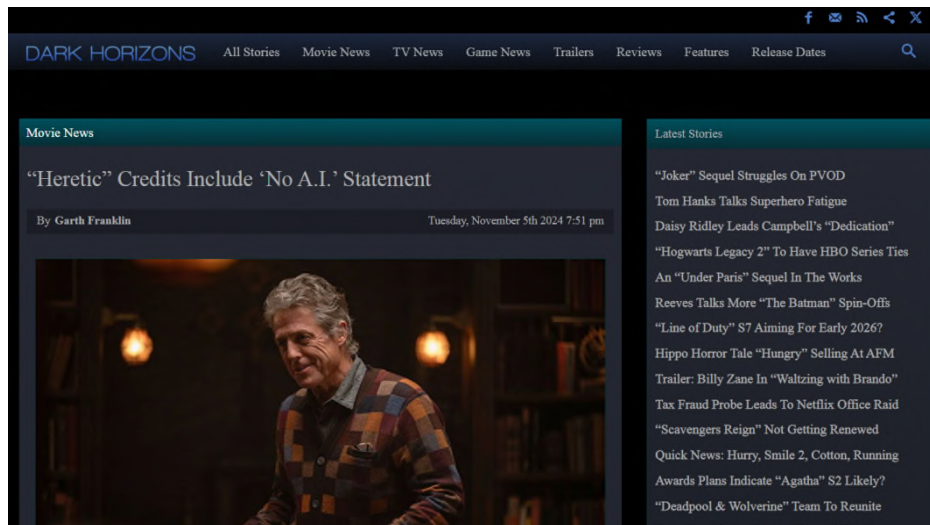 DARK HORIZONS
All Stories
Movie News
TV News
Game News
Trailers
Reviews
Features
Release Dates
Movie News
“Heretic” Credits Include ‘No A.I.’ Statement
By Garth Franklin
Tuesday, November 5th 2024 7:51 pm
Latest Stories
“Joker” Sequel Struggles On PVOD
Tom Hanks Talks Superhero Fatigue
Daisy Ridley Leads Campbell’s “Dedication”
“Hogwarts Legacy 2” To Have HBO Series Ties
An “Under Paris” Sequel In The Works
Reeves Talks More “The Batman” Spin-Offs
“Line of Duty” S7 Aiming For Early 2026?
Hippo Horror Tale “Hungry” Selling At AFM
Trailer: Billy Zane In “Waltzing with Brando”
Tax Fraud Probe Leads To Netflix Office Raid
“Scavengers Reign” Not Getting Renewed
Quick News: Hurry, Smile 2, Cotton, Running
Awards Plans Indicate “Agatha” S2 Likely?
“Deadpool & Wolverine” Team To Reunite